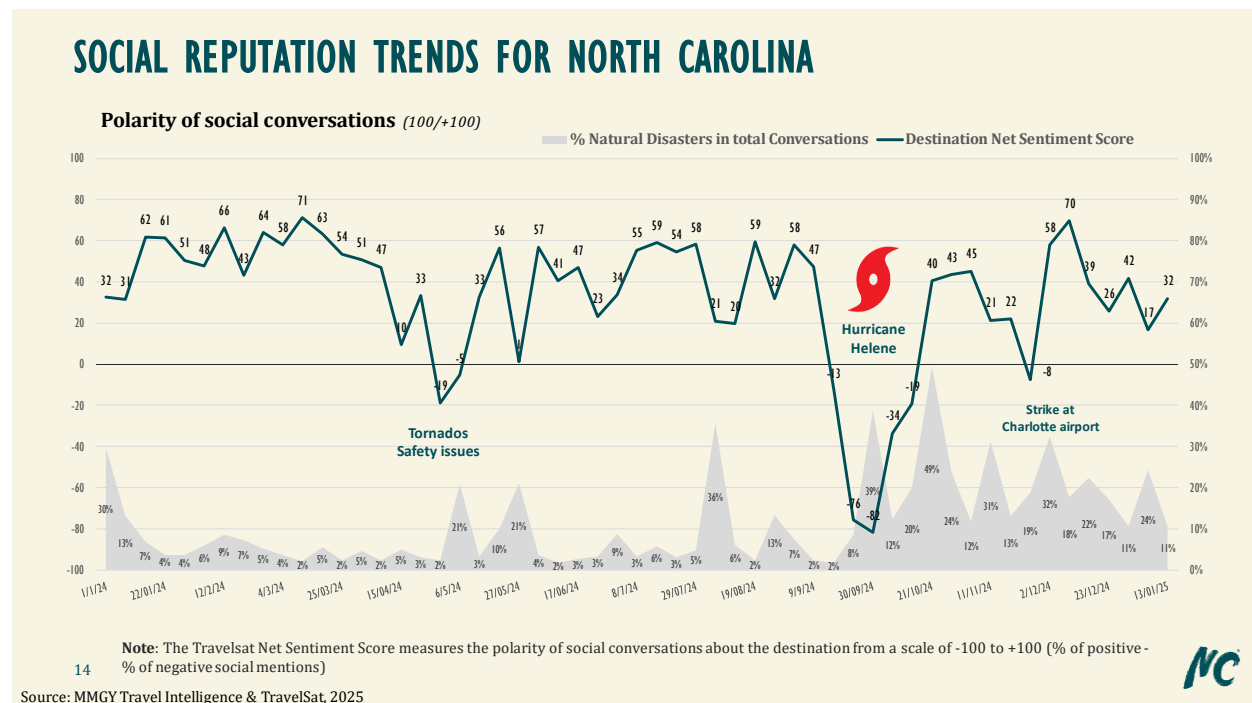 SOCIAL REPUTATION TRENDS FOR NORTH CAROLINA
Polarity of social conversations (100/+100)
% Natural Disasters in total Conversations Destination Net Sentiment Score
100 100%
80 90%
60 80%
40 70%
20 60%
0 50%
-20 40%
-40 30%
-60 20%
-80 10%
-100 0%
32 31 62 61 51 48 66 43 64 58 71 63 54 51 47 10 33 -19 -5 33 56 1 57 41 47 23 34 55 59 54 58 21 20 59 32 58 47 -13 -76 -82 -34 -19 40 43 45 21 22 -8 58 70 39 26 42 17 32
Hurricane
Helene
Tornados
Safety issues
Strike at
Charlotte airport
30% 13% 7% 4% 4% 6% 9% 7% 5% 4% 2% 5% 2% 5% 2% 5% 3% 2% 21% 3% 10% 21% 4% 2% 3% 3% 9% 3% 6% 3% 5% 36% 6% 2% 13% 7% 2% 2% 8% 39% 12% 20% 49% 24% 12% 31% 13% 19% 32% 18% 22% 17% 11% 24% 11%
1/1/24 22/01/24 12/2/24 4/3/24 25/03/24 15/04/24 6/5/24 27/05/24 17/06/24 8/7/24 29/07/24 19/08/24 9/9/24 30/09/24 21/10/24 11/11/24 2/12/24 23/12/24 13/01/25
Note: The Travelsat Net Sentiment Score measures the polarity of social conversations about the destination from a scale of -100 to +100 (% of positive -
% of negative social mentions)
14
NC
Source: MMGY Travel Intelligence & TravelSat, 2025